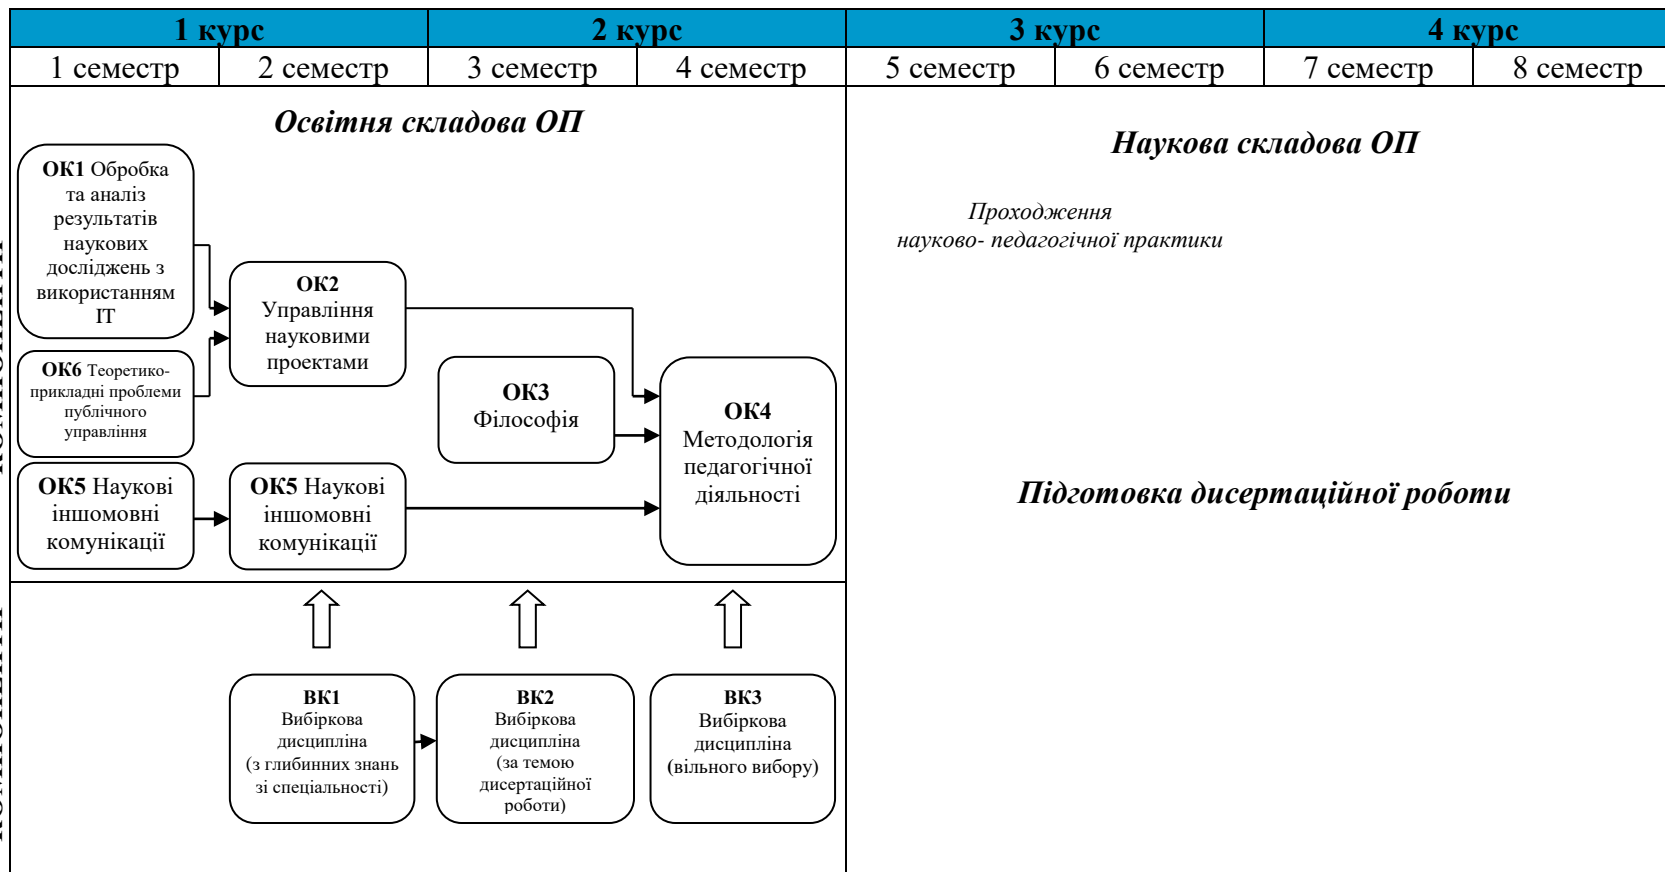 1 курс
2 курс
3 курс
4 курс
1 семестр
2 семестр
3 семестр
4 семестр
5 семестр
6 семестр
7 семестр
8 семестр
Освітня складова ОП
ОК1 Обробка
та аналіз
результатів
наукових
досліджень з
використанням
ІТ
ОК6 Теоретико-
прикладні проблеми
публічного
управління
ОК5 Наукові
іншомовні
комунікації
ОК2
Управління
науковими
проектами
ОК5 Наукові
іншомовні
комунікації
ОК3
Філософія
ОК4
Методологія
педагогічної
діяльності
ВК1
Вибіркова
дисципліна
(з глибинних знань
зі спеціальності)
ВК2
Вибіркова
дисципліна
(за темою
дисертаційної
роботи)
ВК3
Вибіркова
дисципліна
(вільного вибору)
Наукова складова ОП
Проходження
науково- педагогічної практики
Підготовка дисертаційної роботи